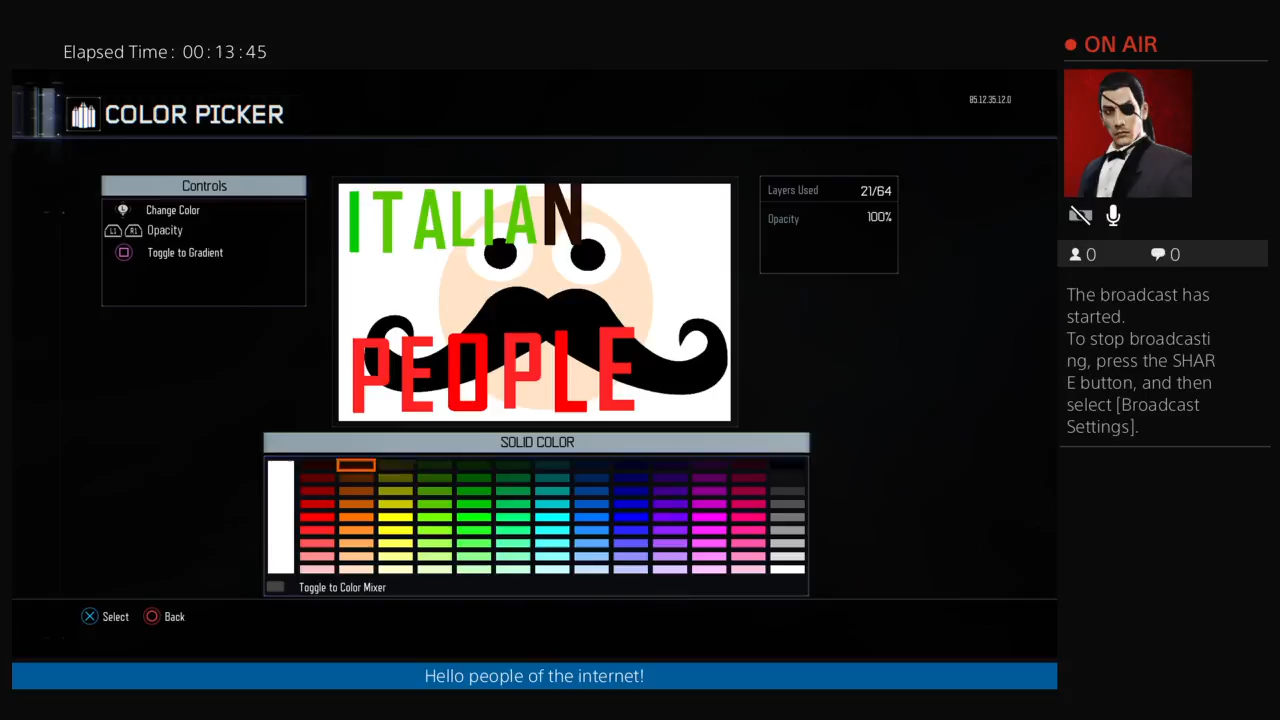 Elapsed Time: 00:13:45
ON AIR
COLOR PICKER
85.12.35.12.0
Controls
Change Color
L1 R1 Opacity
Toggle to Gradient
ITALIAN
PEOPLE
Layers Used 21/64
Opacity 100%
0 0
The broadcast has
started.
To stop broadcasti
ng, press the SHAR
E button, and then
select [Broadcast
Settings].
SOLID COLOR
Toggle to Color Mixer
Select Back
Hello people of the internet!